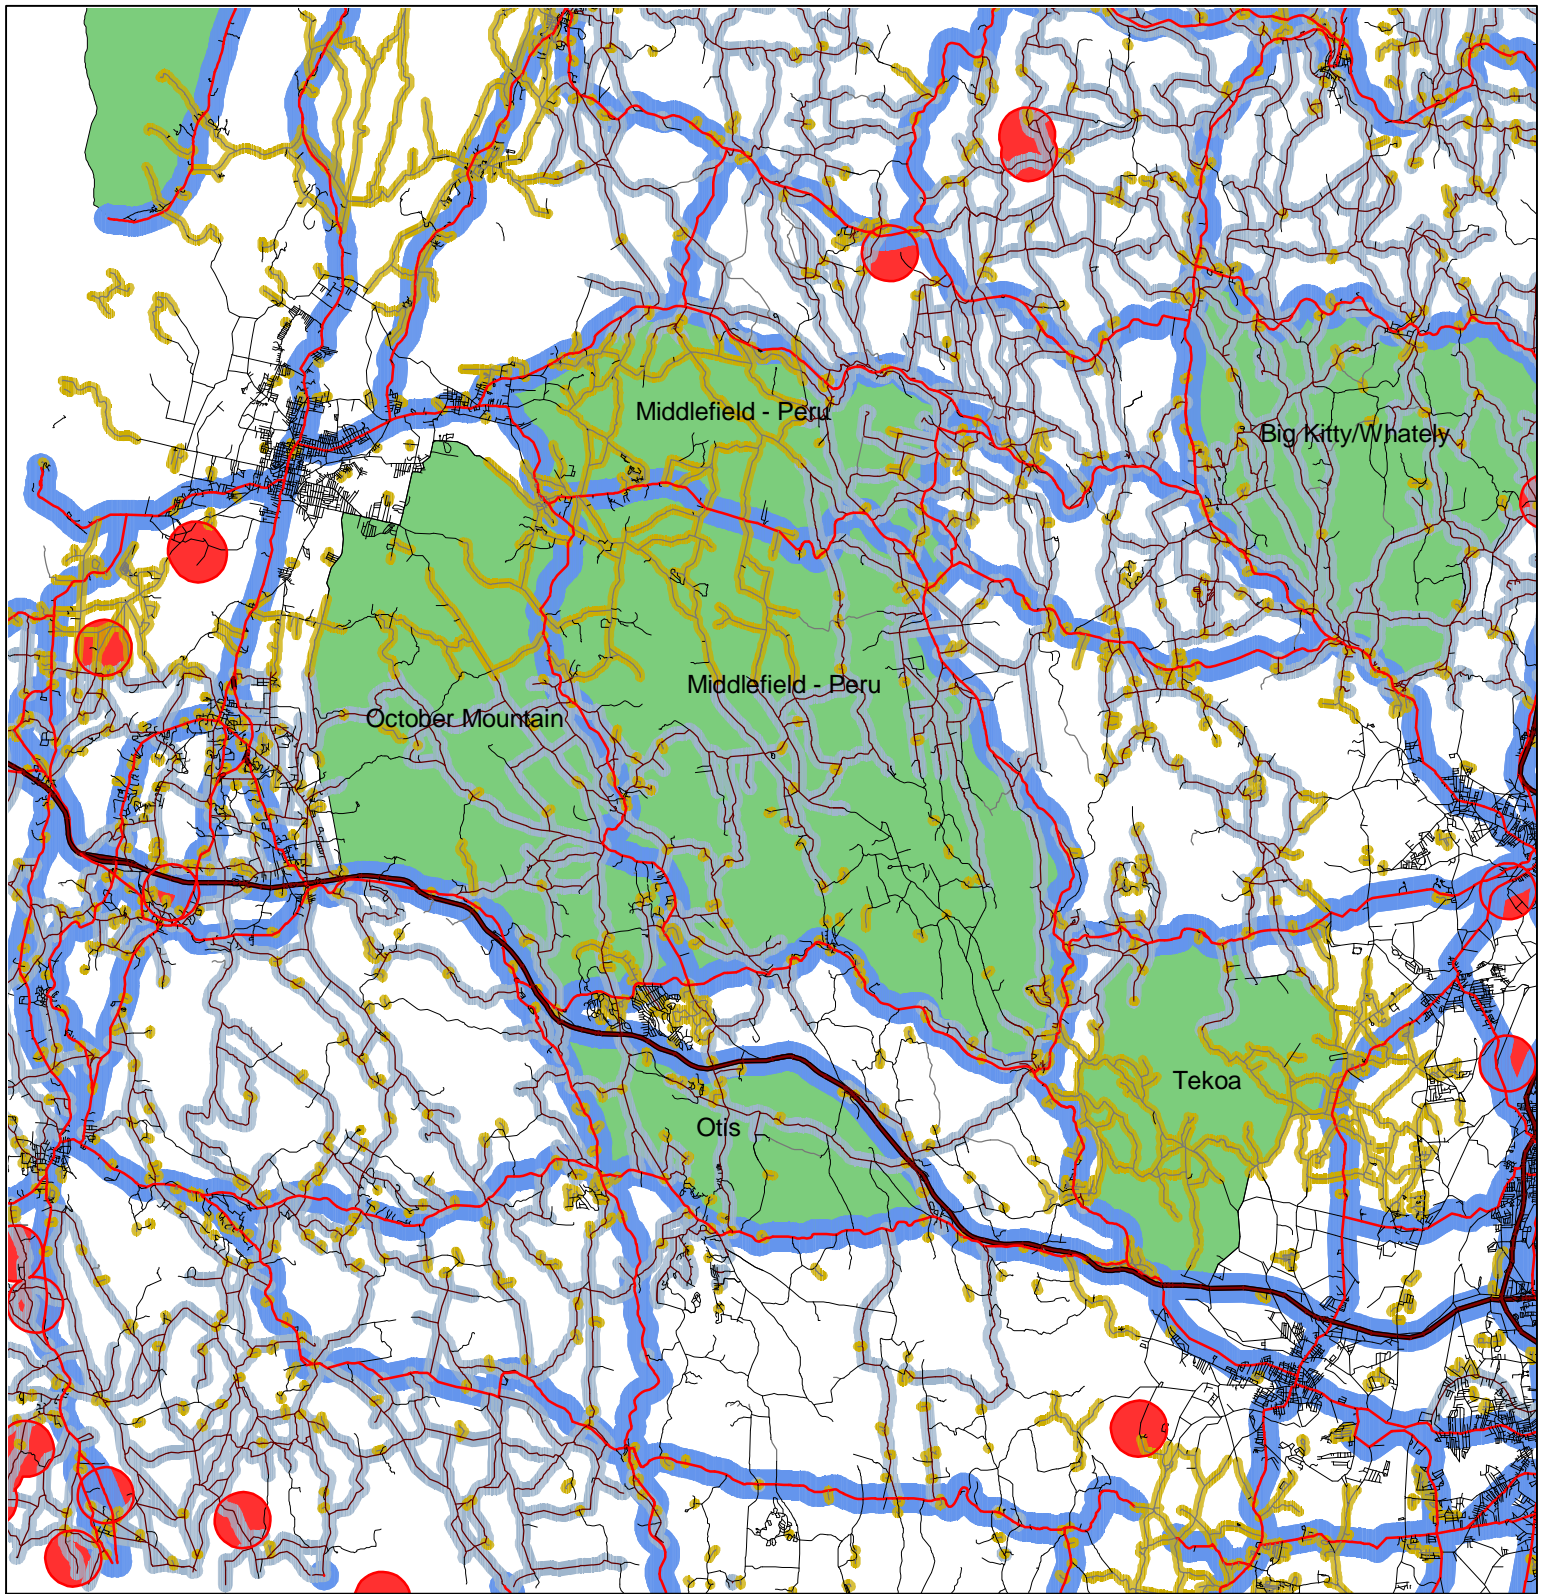 Middlefield - Peru
Big Kitty/Whately
Middlefield - Peru
October Mountain
Tekoa
Otis